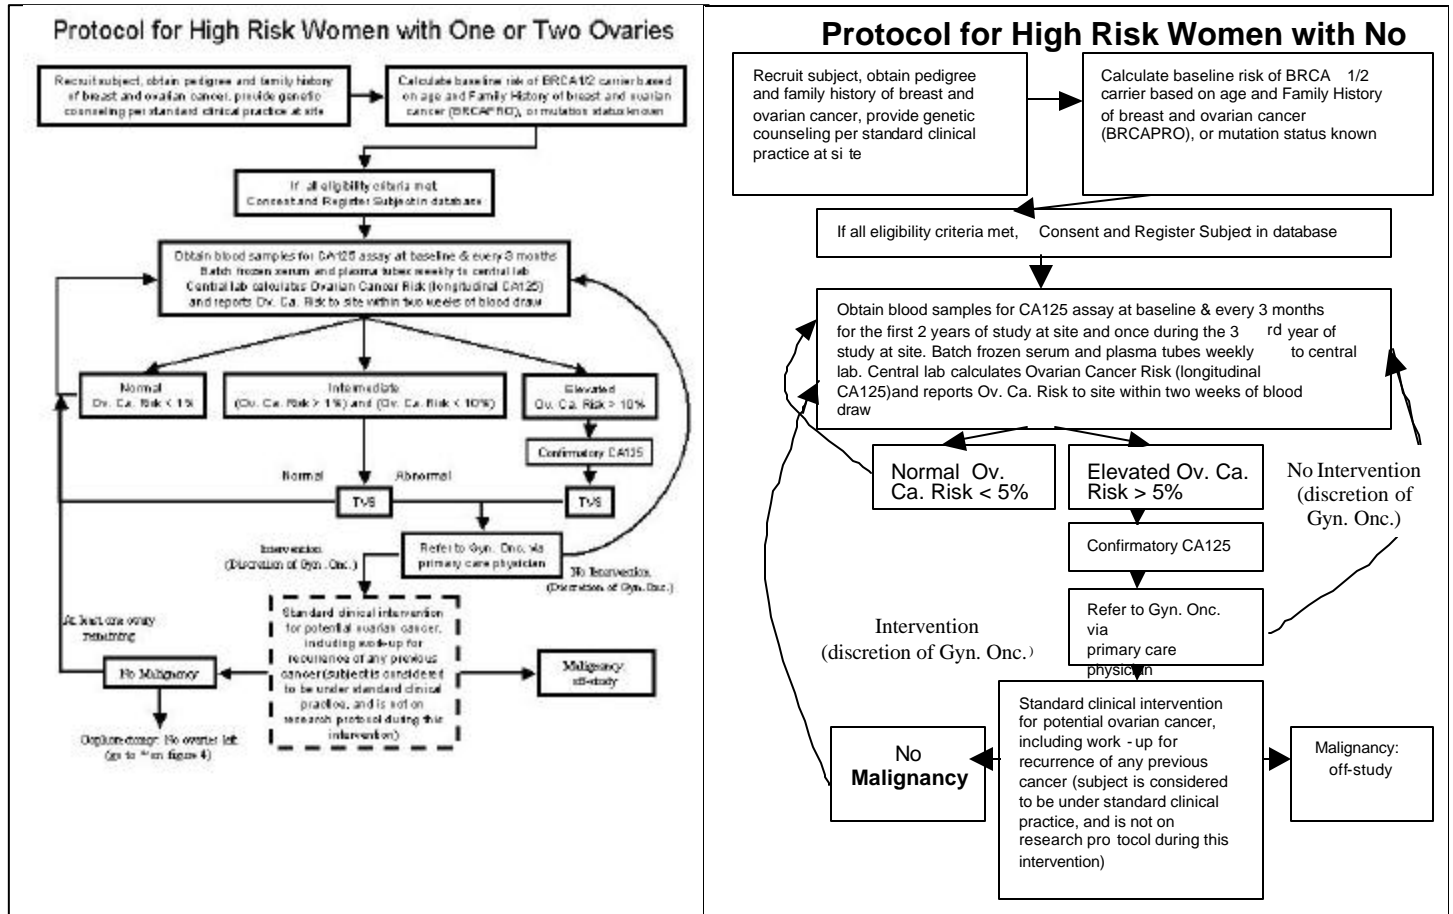 Protocol for High Risk Women with One or Two Ovaries
Recruit subject, obtain pedigree and family history
of breast and ovarian cancer, provide genetic
counseling per standard clinical practice at site
Calculate baseline risk of BRCA1/2 carrier based
on age and Family History of breast and ovarian
cancer (BRCAPRO), or mutation status known
If all eligibility criteria met,
Consent and Register Subject in database
Obtain blood samples for CA125 assay at baseline & every 3 months
Batch frozen serum and plasma tubes weekly to central lab
Central lab calculates Ovarian Cancer Risk (longitudinal CA125)
and reports Ov. Ca. Risk to site within two weeks of blood draw
Normal
Ov. Ca. Risk < 1%
Intermediate
(Ov. Ca. Risk > 1%) and (Ov. Ca. Risk < 10%)
Elevated
Ov. Ca. Risk > 10%
Confirmatory CA125
Normal
Abnormal
TVS
TVS
Intervention
(Discretion of Gyn. Onc.)
Refer to Gyn. Onc. via
primary care physician
No Intervention
(Discretion of Gyn. Onc.)
At least one ovary
remaining
Standard clinical intervention
for potential ovarian cancer,
including work-up for
recurrence of any previous
cancer (subject is considered
to be under standard clinical
practice, and is not on
research protocol during this
intervention)
No Malignancy
Malignancy:
off-study
Oophorectomy: No ovaries left
(go to ** on figure 4)
Protocol for High Risk Women with No
Recruit subject, obtain pedigree
and family history of breast and
ovarian cancer, provide genetic
counseling per standard clinical
practice at si te
Calculate baseline risk of BRCA 1/2
carrier based on age and Family History
of breast and ovarian cancer
(BRCAPRO), or mutation status known
If all eligibility criteria met, Consent and Register Subject in database
Obtain blood samples for CA125 assay at baseline & every 3 months
for the first 2 years of study at site and once during the 3 rd year of
study at site. Batch frozen serum and plasma tubes weekly to central
lab. Central lab calculates Ovarian Cancer Risk (longitudinal
CA125)and reports Ov. Ca. Risk to site within two weeks of blood
draw
Normal Ov.
Ca. Risk < 5%
Elevated Ov. Ca.
Risk > 5%
No Intervention
(discretion of
Gyn. Onc.)
Confirmatory CA125
Refer to Gyn. Onc.
via
primary care
physician
Intervention
(discretion of Gyn. Onc.)
Standard clinical intervention
for potential ovarian cancer,
including work - up for
recurrence of any previous
cancer (subject is considered
to be under standard clinical
practice, and is not on
research pro tocol during this
intervention)
No
Malignancy
Malignancy:
off-study